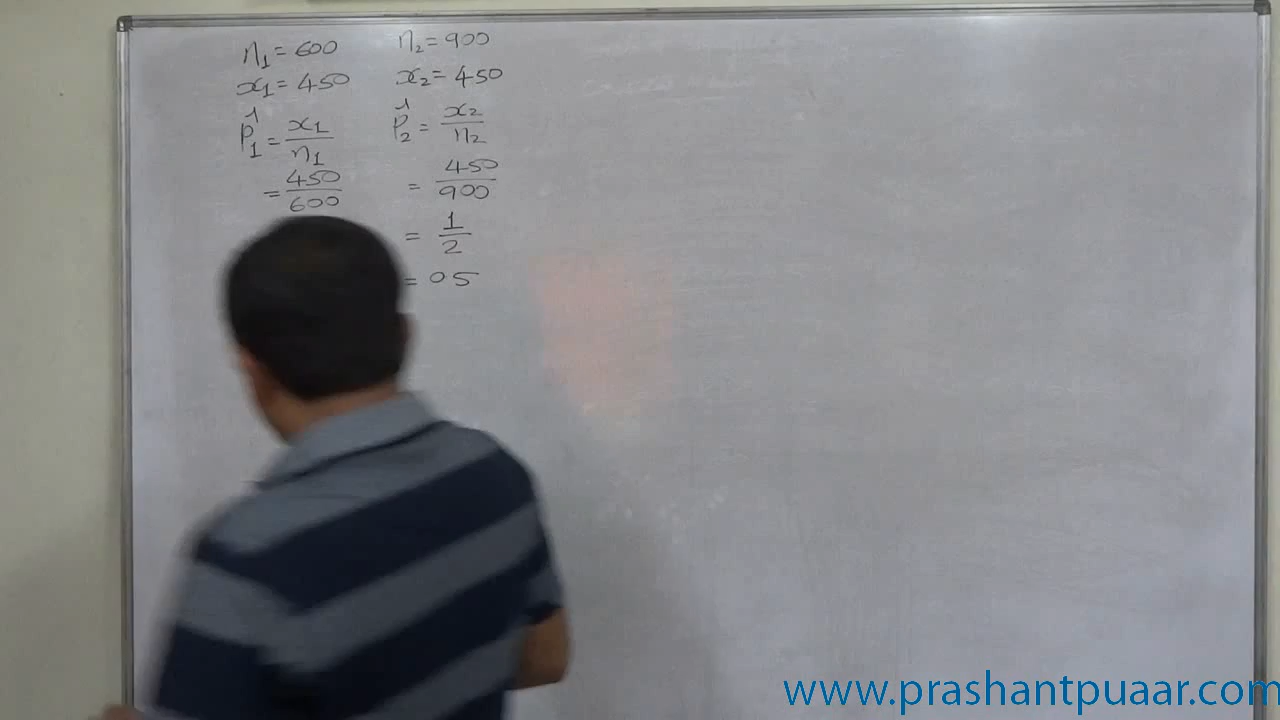 n₁ = 600
x₁ = 450
p̂₁ = x₁/n₁
= 450/600
n₂ = 900
x₂ = 450
p̂₂ = x₂/n₂
= 450/900
= 1/2
= 0.5
www.prashantpuaar.com